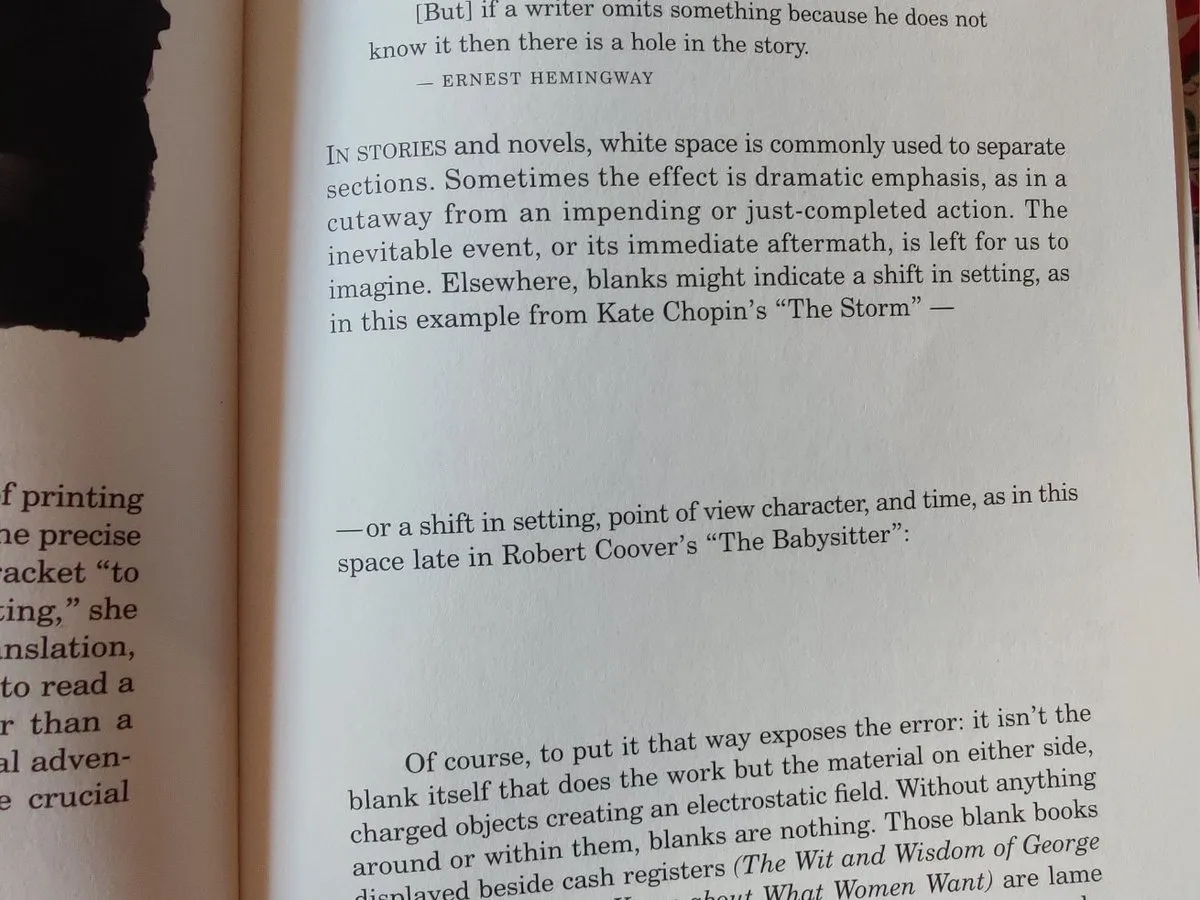 f printing
he precise
racket “to
ting,” she
anslation,
to read a
r than a
al adven-
e crucial
[But] if a writer omits something because he does not
know it then there is a hole in the story.
— ERNEST HEMINGWAY
IN STORIES and novels, white space is commonly used to separate
sections. Sometimes the effect is dramatic emphasis, as in a
cutaway from an impending or just-completed action. The
inevitable event, or its immediate aftermath, is left for us to
imagine. Elsewhere, blanks might indicate a shift in setting, as
in this example from Kate Chopin’s “The Storm” —
—or a shift in setting, point of view character, and time, as in this
space late in Robert Coover’s “The Babysitter”:
Of course, to put it that way exposes the error: it isn’t the
blank itself that does the work but the material on either side,
charged objects creating an electrostatic field. Without anything
around or within them, blanks are nothing. Those blank books
displayed beside cash registers (The Wit and Wisdom of George
about What Women Want) are lame